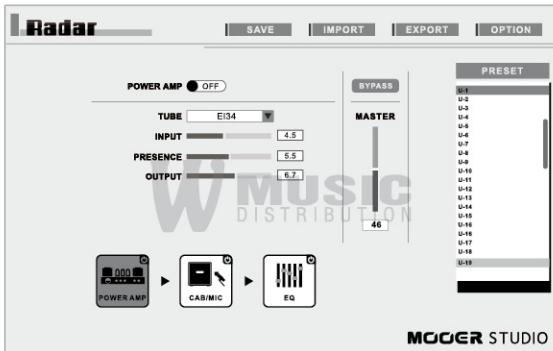 Radar
SAVE
IMPORT
EXPORT
OPTION
POWER AMP
OFF
TUBE
El34
INPUT
4.5
PRESENCE
5.5
OUTPUT
6.7
BYPASS
MASTER
46
PRESET
U-1
U-2
U-3
U-4
U-5
U-6
U-7
U-8
U-9
U-10
U-11
U-12
U-13
U-14
U-15
U-16
U-16
U-17
U-18
U-19
W MUSIC
DISTRIBUTION
POWER AMP
CAB/MIC
EQ
MOOER STUDIO